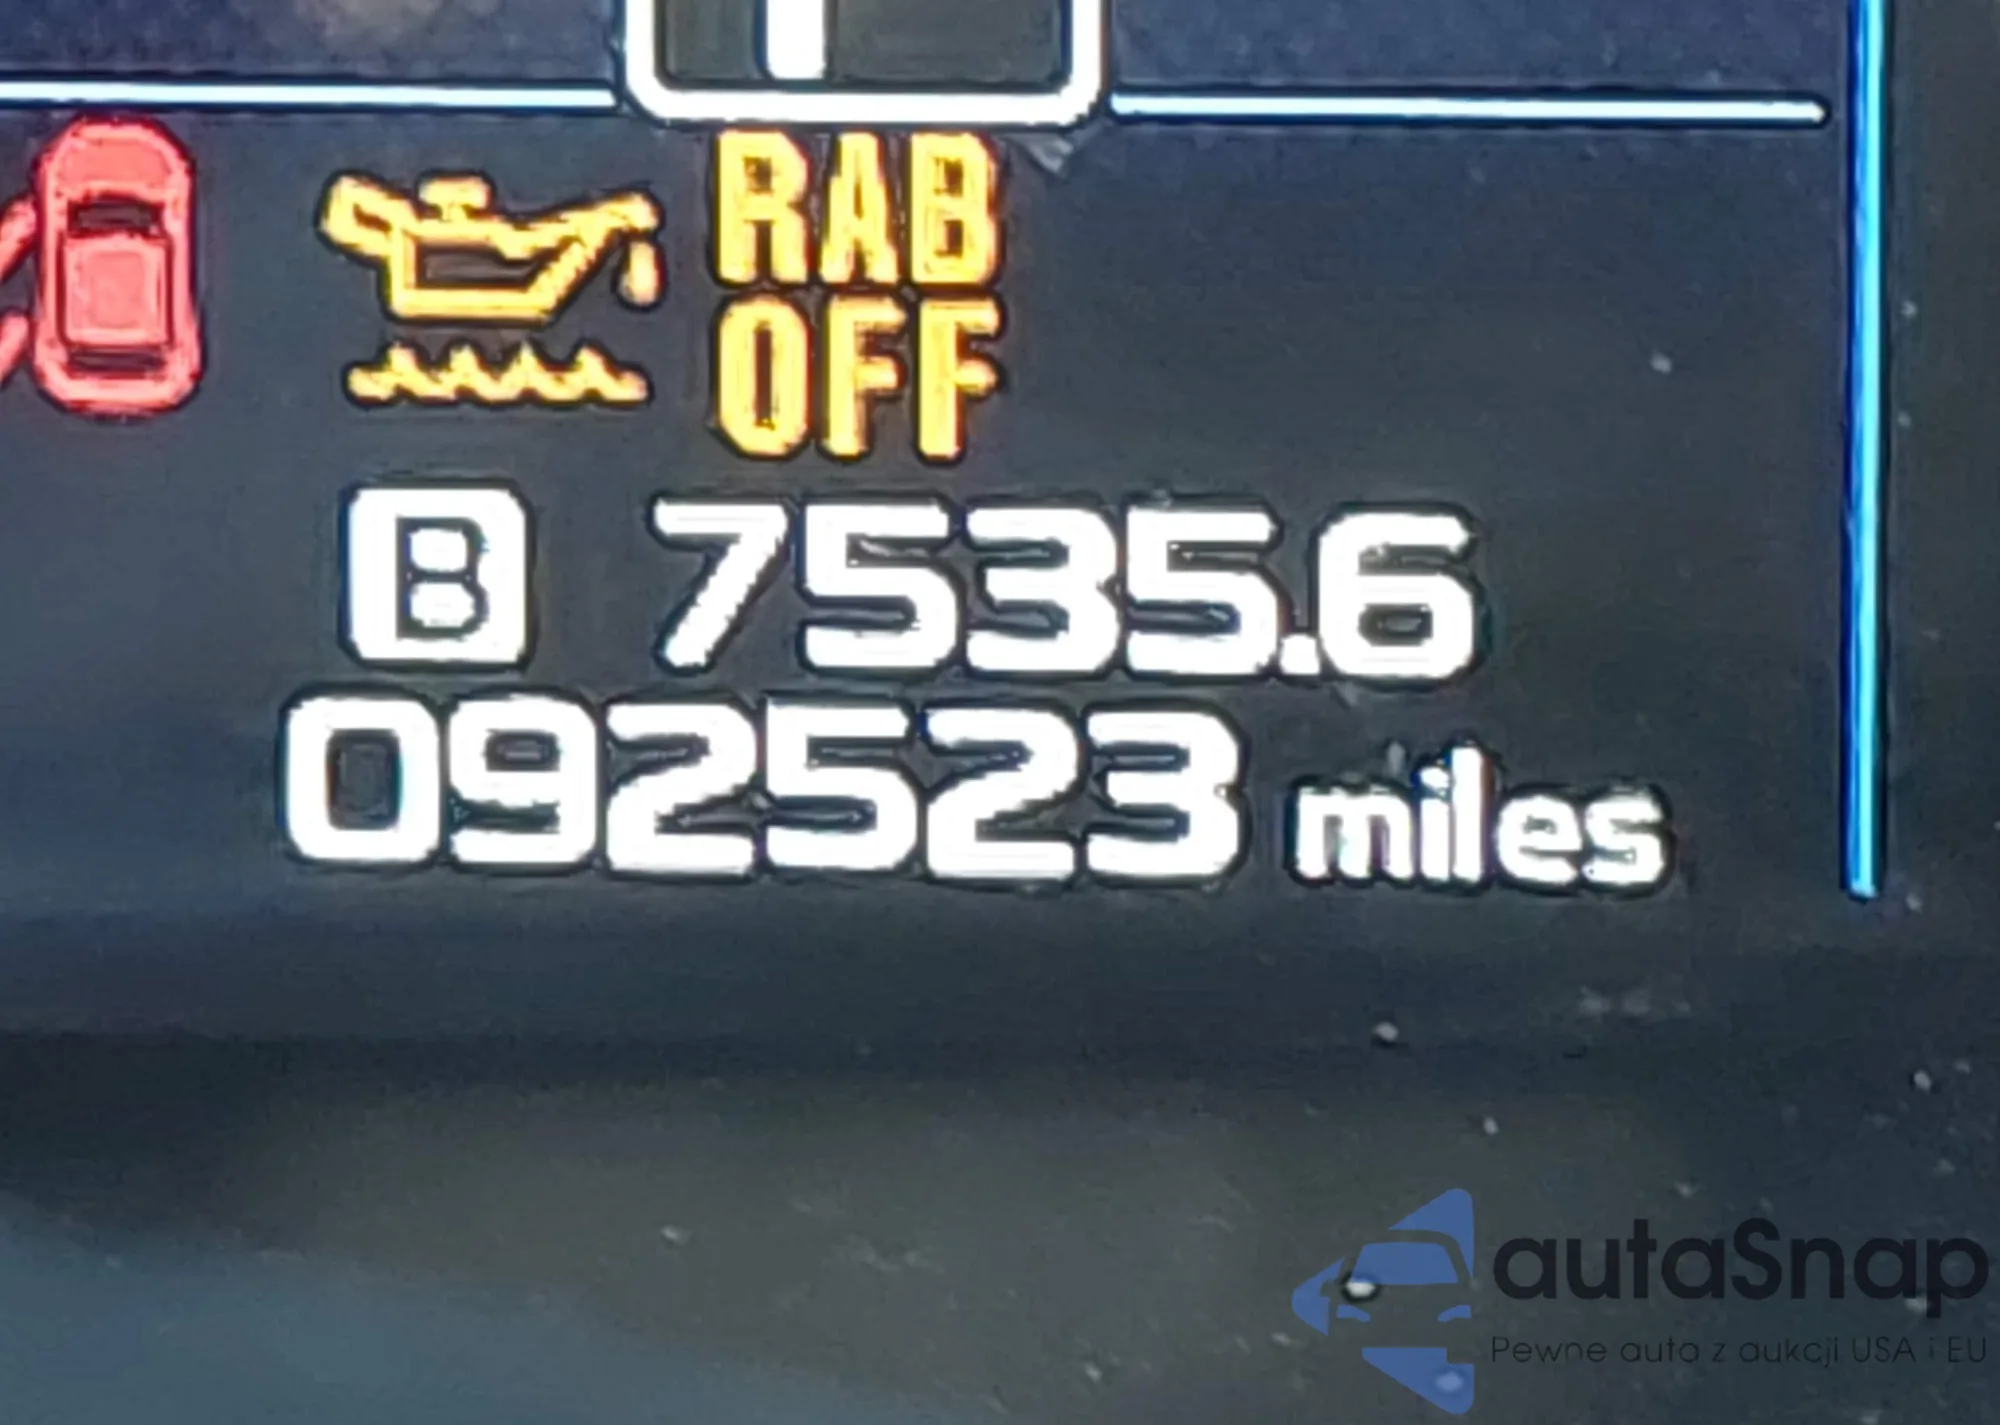 RAB
OFF
B 7535.6
092523 miles
autaSnap
Pewne auta z aukcji USA i EU